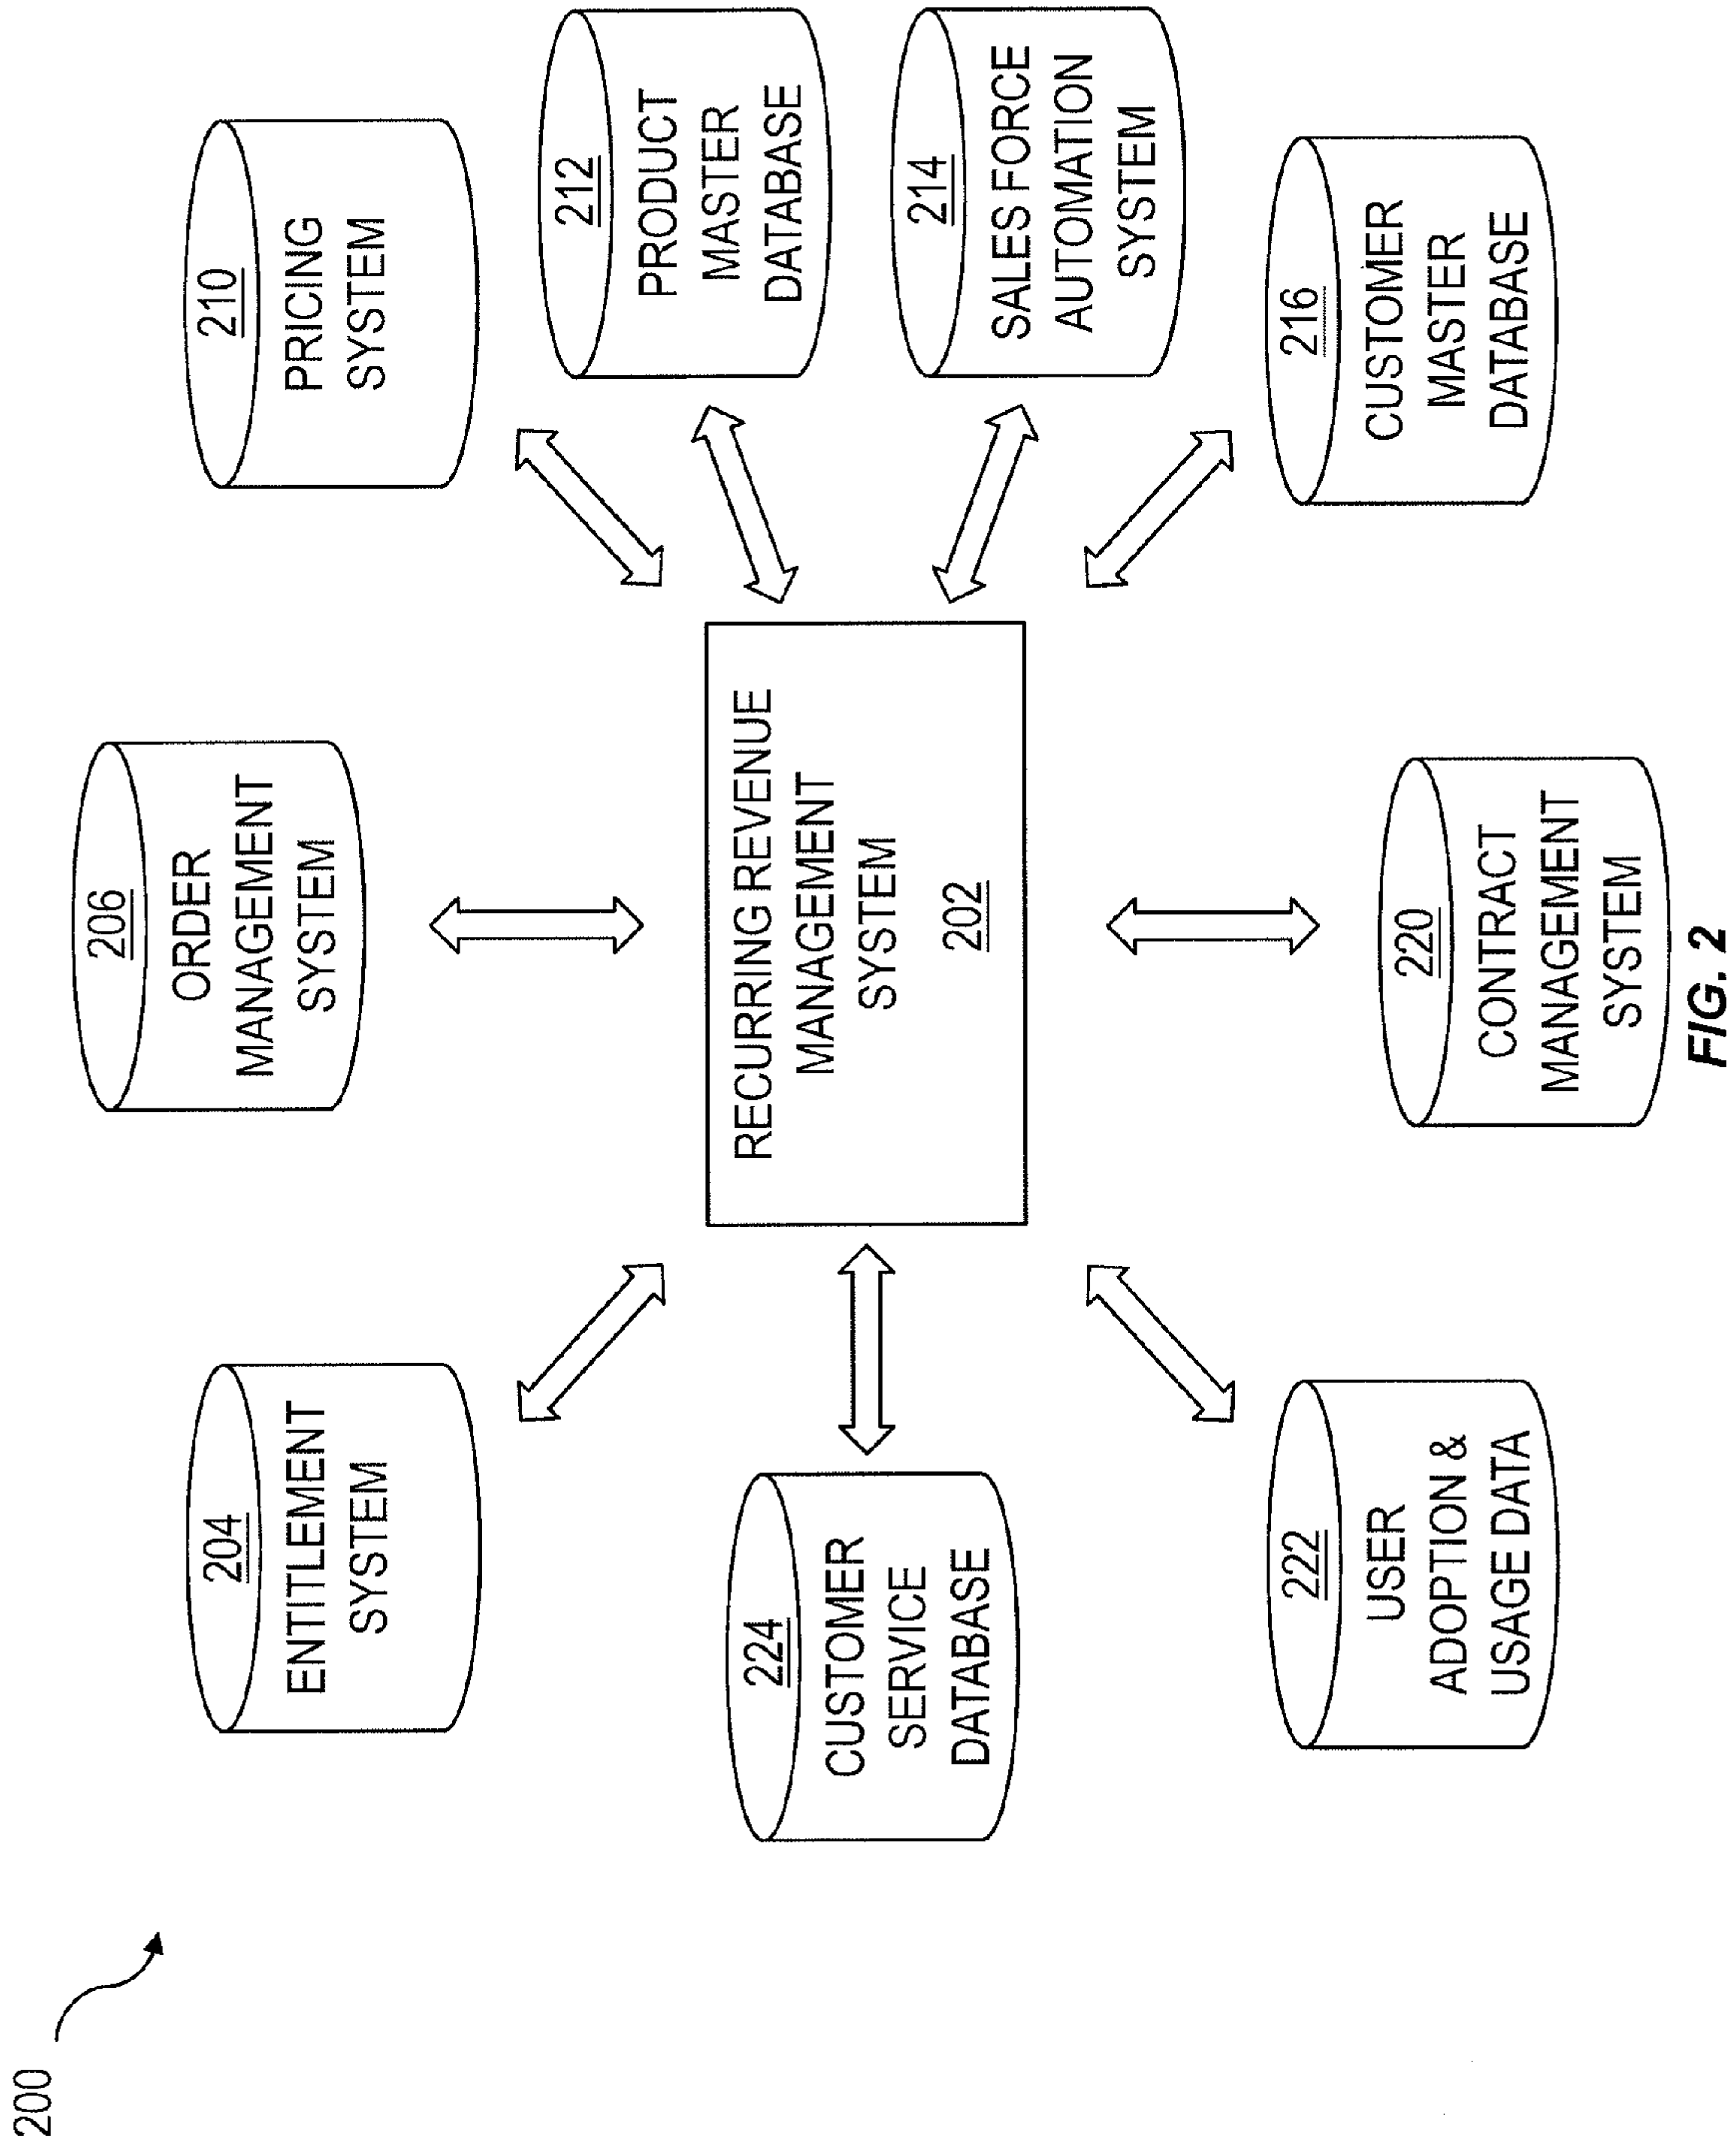 200
204
ENTITLEMENT
SYSTEM
206
ORDER
MANAGEMENT
SYSTEM
210
PRICING
SYSTEM
212
PRODUCT
MASTER
DATABASE
224
CUSTOMER
SERVICE
DATABASE
RECURRING REVENUE
MANAGEMENT
SYSTEM
202
214
SALES FORCE
AUTOMATION
SYSTEM
222
USER
ADOPTION &
USAGE DATA
220
CONTRACT
MANAGEMENT
SYSTEM
216
CUSTOMER
MASTER
DATABASE
FIG. 2